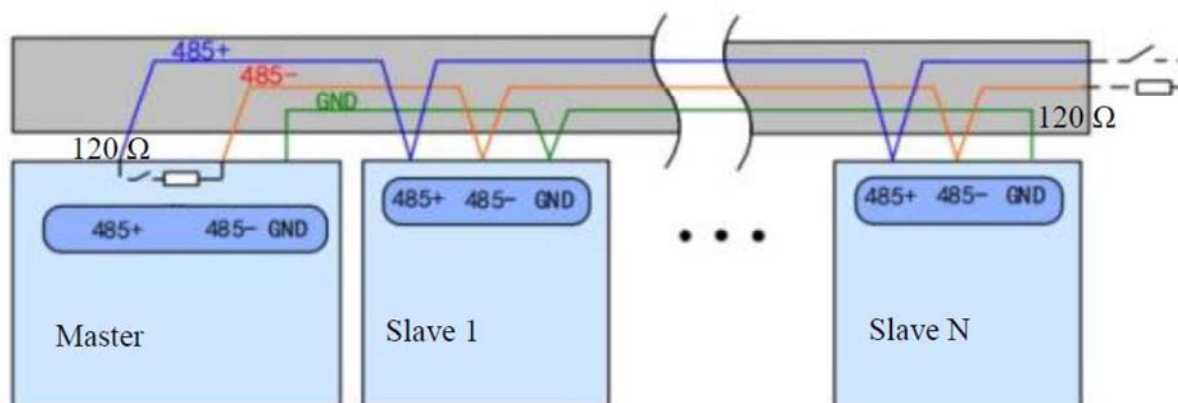 485+
485-
GND
120 Ω
120 Ω
485+ 485- GND
485+ 485- GND
485+ 485- GND
Master
Slave 1
Slave N